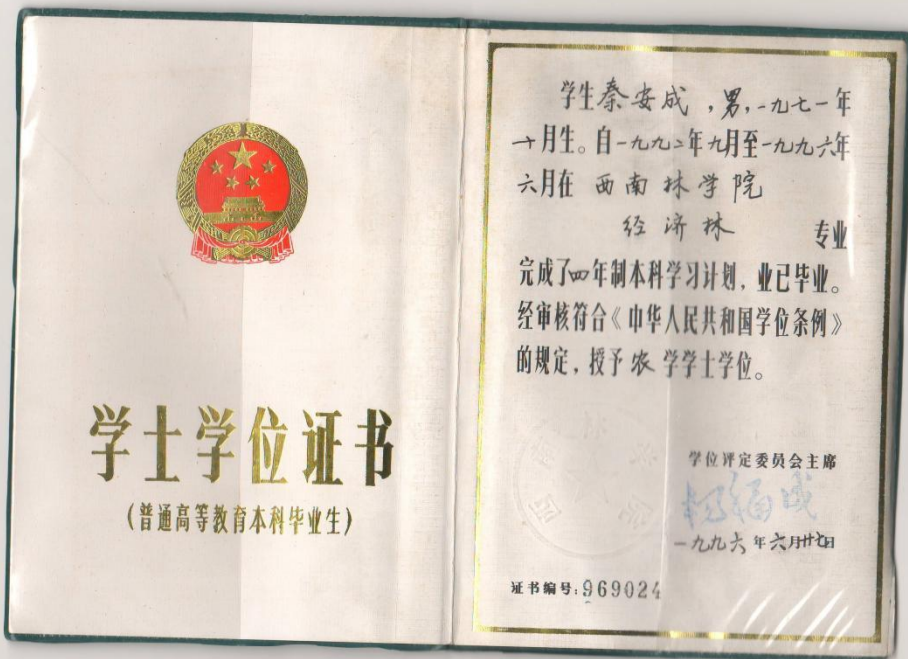 学士学位证书
(普通高等教育本科毕业生)
学生秦安成,男,一九七一年
十月生。自一九九二年九月至一九九六年
六月在 西南林学院
经济林 专业
完成了四年制本科学习计划,业已毕业。
经审核符合《中华人民共和国学位条例》
的规定,授予农学学士学位。
学位评定委员会主席
一九九六年六月廿七日
证书编号:969024